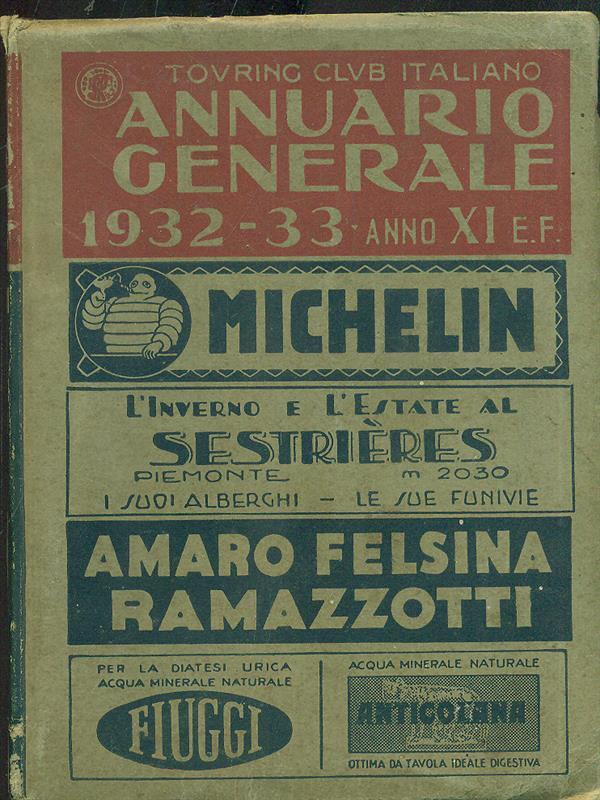 TOVRING CLVB ITALIANO
ANNUARIO
GENERALE
1932-33 ANNO XI E.F.
MICHELIN
L'INVERNO E L'ESTATE AL
SESTRIÈRES
PIEMONTE m 2030
I SUOI ALBERGHI - LE SUE FUNIVIE
AMARO FELSINA
RAMAZZOTTI
PER LA DIATESI URICA
ACQUA MINERALE NATURALE
FIUGGI
ACQUA MINERALE NATURALE
ANTICOLANA
OTTIMA DA TAVOLA IDEALE DIGESTIVA